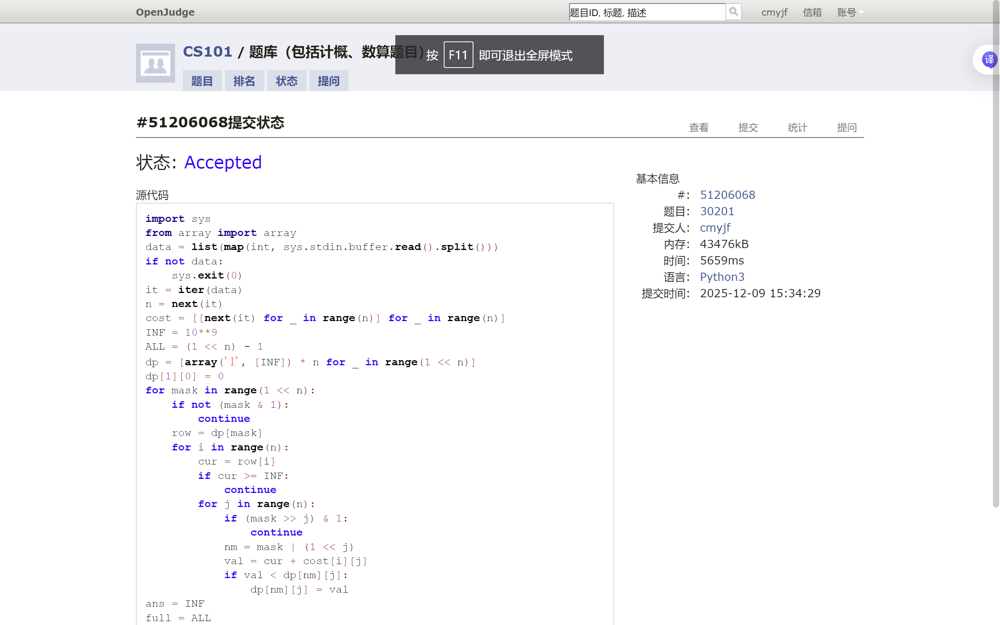 OpenJudge
题目ID, 标题, 描述
cmyjf 信箱 账号
CS101 / 题库（包括计概、数算题目）
按 F11 即可退出全屏模式
译
题目 排名 状态 提问
#51206068提交状态
查看 提交 统计 提问
状态: Accepted
基本信息
#: 51206068
题目: 30201
提交人: cmyjf
内存: 43476kB
时间: 5659ms
语言: Python3
提交时间: 2025-12-09 15:34:29
源代码
import sys
from array import array
data = list(map(int, sys.stdin.buffer.read().split()))
if not data:
    sys.exit(0)
it = iter(data)
n = next(it)
cost = [[next(it) for _ in range(n)] for _ in range(n)]
INF = 10**9
ALL = (1 << n) - 1
dp = [array('I', [INF]) * n for _ in range(1 << n)]
dp[1][0] = 0
for mask in range(1 << n):
    if not (mask & 1):
        continue
    row = dp[mask]
    for i in range(n):
        cur = row[i]
        if cur >= INF:
            continue
        for j in range(n):
            if (mask >> j) & 1:
                continue
            nm = mask | (1 << j)
            val = cur + cost[i][j]
            if val < dp[nm][j]:
                dp[nm][j] = val
ans = INF
full = ALL